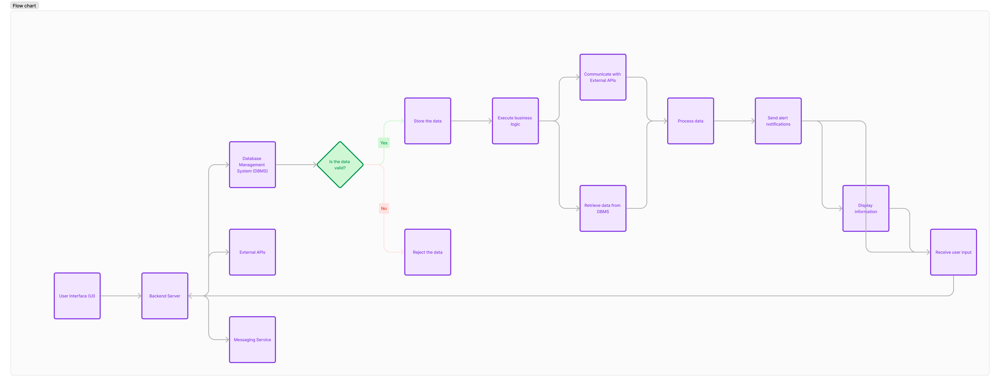 Flow chart
User Interface (UI)
Backend Server
Database
Management
System (DBMS)
External APIs
Messaging Service
Is the data
valid?
Yes
No
Store the data
Reject the data
Execute business
logic
Communicate with
External APIs
Retrieve data from
DBMS
Process data
Send alert
notifications
Display
information
Receive user input